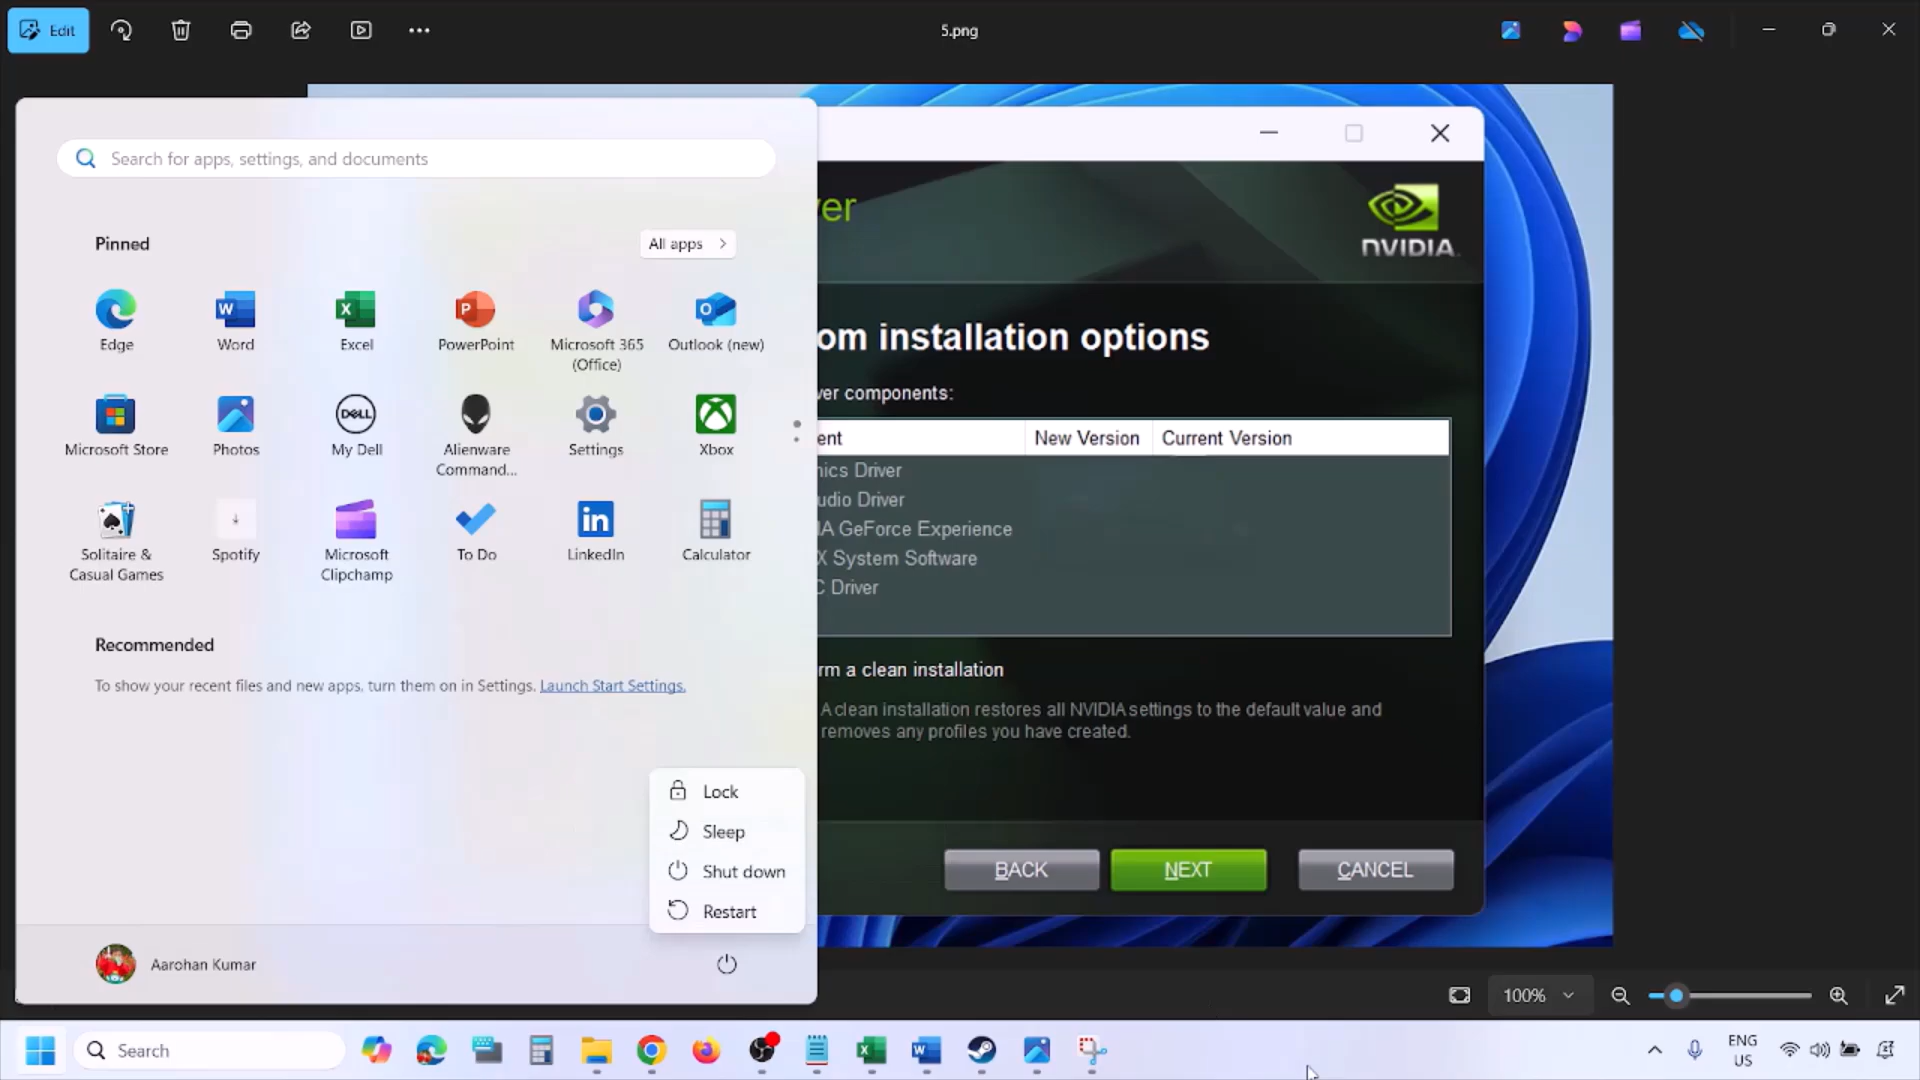 Edit
5.png
Search for apps, settings, and documents
Pinned
All apps
Edge
Word
Excel
PowerPoint
Microsoft 365
(Office)
Outlook (new)
Microsoft Store
Photos
My Dell
Alienware
Command...
Settings
Xbox
Solitaire &
Casual Games
Spotify
Microsoft
Clipchamp
To Do
LinkedIn
Calculator
Recommended
To show your recent files and new apps, turn them on in Settings. Launch Start Settings.
Lock
Sleep
Shut down
Restart
Aarohan Kumar
ver
NVIDIA
om installation options
ver components:
ent New Version Current Version
nics Driver
udio Driver
IA GeForce Experience
X System Software
C Driver
rm a clean installation
A clean installation restores all NVIDIA settings to the default value and
removes any profiles you have created.
BACK NEXT CANCEL
100%
Search
ENG
US